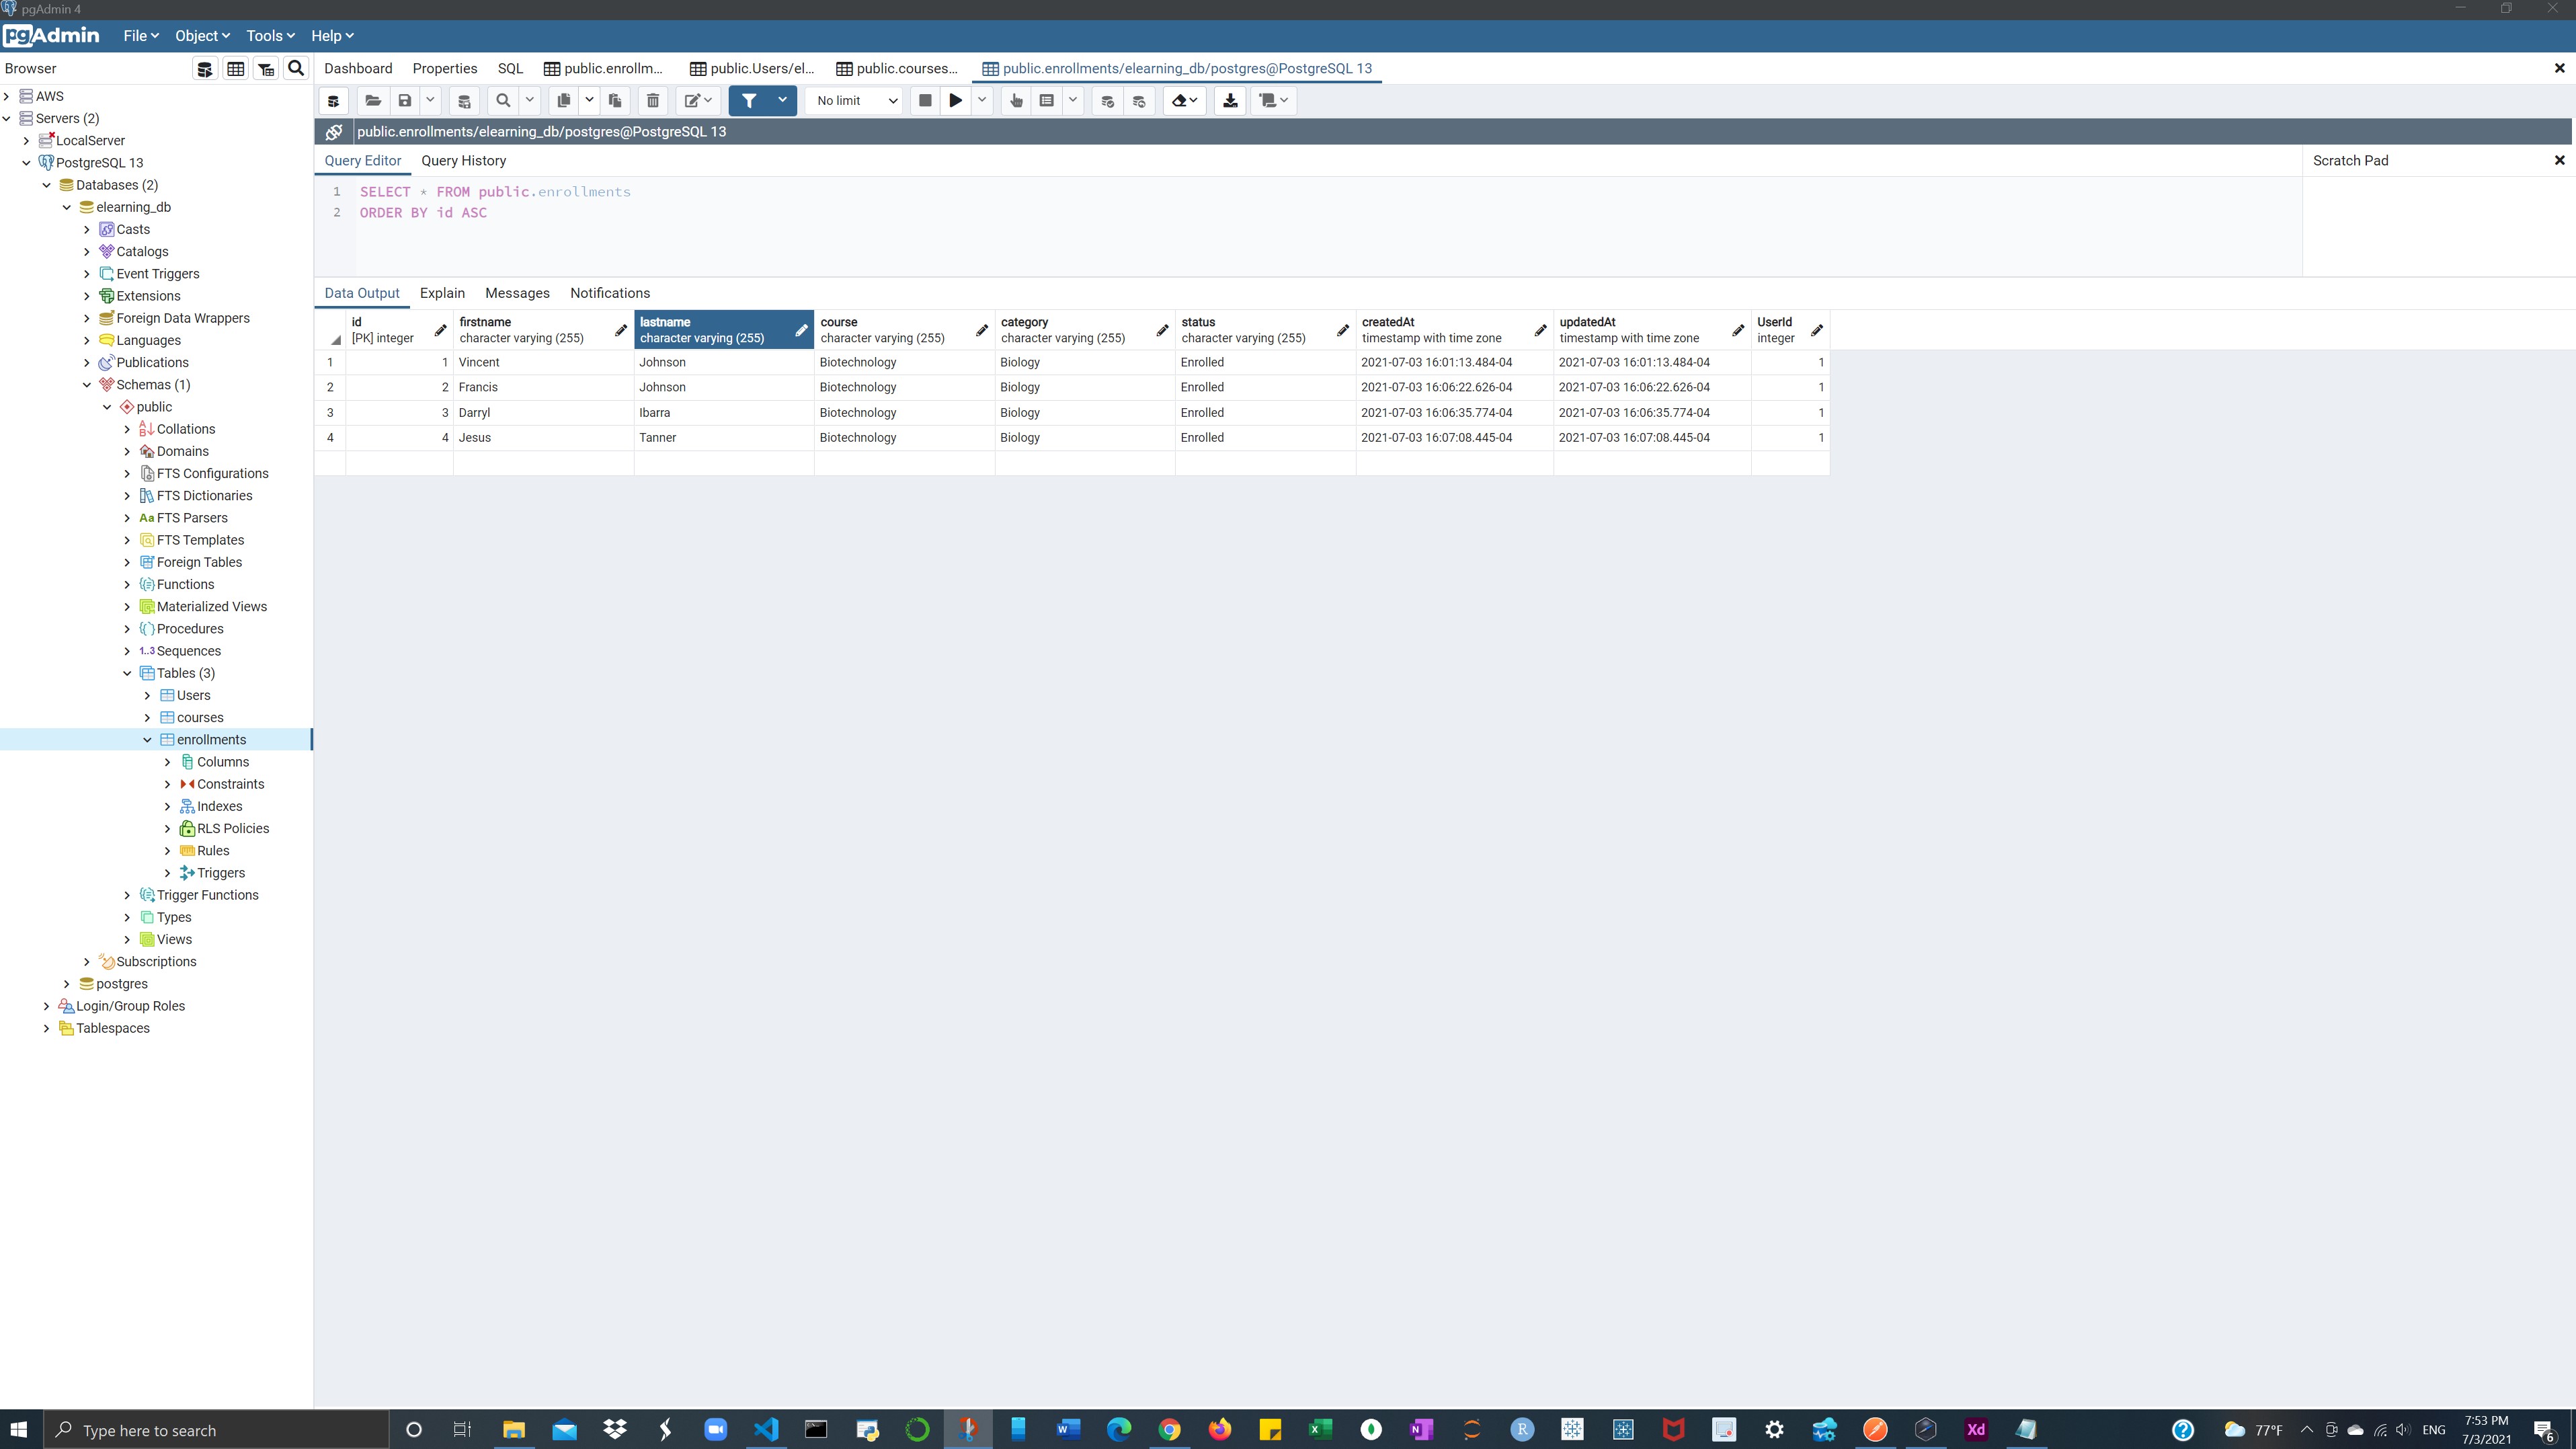 pgAdmin 4
pgAdmin File Object Tools Help
Browser
Dashboard Properties SQL public.enrollm... public.Users/el... public.courses... public.enrollments/elearning_db/postgres@PostgreSQL 13
No limit
public.enrollments/elearning_db/postgres@PostgreSQL 13
Query Editor Query History Scratch Pad
1 SELECT * FROM public.enrollments
2 ORDER BY id ASC
Data Output Explain Messages Notifications
id firstname lastname course category status createdAt updatedAt UserId
[PK] integer character varying (255) character varying (255) character varying (255) character varying (255) character varying (255) timestamp with time zone timestamp with time zone integer
1 1 Vincent Johnson Biotechnology Biology Enrolled 2021-07-03 16:01:13.484-04 2021-07-03 16:01:13.484-04 1
2 2 Francis Johnson Biotechnology Biology Enrolled 2021-07-03 16:06:22.626-04 2021-07-03 16:06:22.626-04 1
3 3 Darryl Ibarra Biotechnology Biology Enrolled 2021-07-03 16:06:35.774-04 2021-07-03 16:06:35.774-04 1
4 4 Jesus Tanner Biotechnology Biology Enrolled 2021-07-03 16:07:08.445-04 2021-07-03 16:07:08.445-04 1
AWS
Servers (2)
LocalServer
PostgreSQL 13
Databases (2)
elearning_db
Casts
Catalogs
Event Triggers
Extensions
Foreign Data Wrappers
Languages
Publications
Schemas (1)
public
Collations
Domains
FTS Configurations
FTS Dictionaries
Aa FTS Parsers
FTS Templates
Foreign Tables
Functions
Materialized Views
Procedures
1..3 Sequences
Tables (3)
Users
courses
enrollments
Columns
Constraints
Indexes
RLS Policies
Rules
Triggers
Trigger Functions
Types
Views
Subscriptions
postgres
Login/Group Roles
Tablespaces
Type here to search
77°F ENG
7:53 PM
7/3/2021
6
Xd